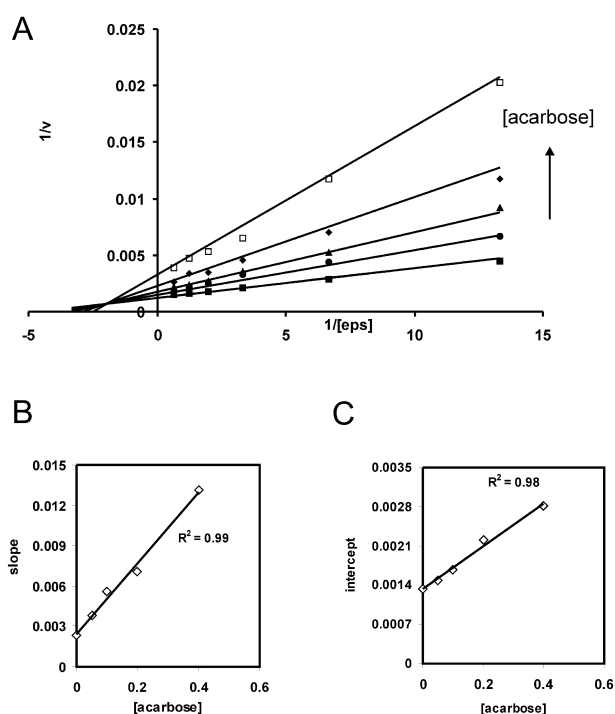 A
0.025
0.02
0.015
0.01
0.005
0
1/v
[acarbose]
-5
0
5
10
15
1/[eps]
B
0.015
0.012
0.009
0.006
0.003
0
slope
R² = 0.99
0
0.2
0.4
0.6
[acarbose]
C
0.0035
0.0028
0.0021
0.0014
0.0007
0
intercept
R² = 0.98
0
0.2
0.4
0.6
[acarbose]